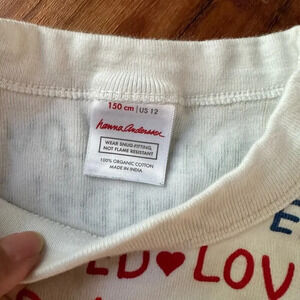 150 cm | US 12
hanna andersson
WEAR SNUG-FITTING,
NOT FLAME RESISTANT
100% ORGANIC COTTON
MADE IN INDIA
E
LD♥LOV